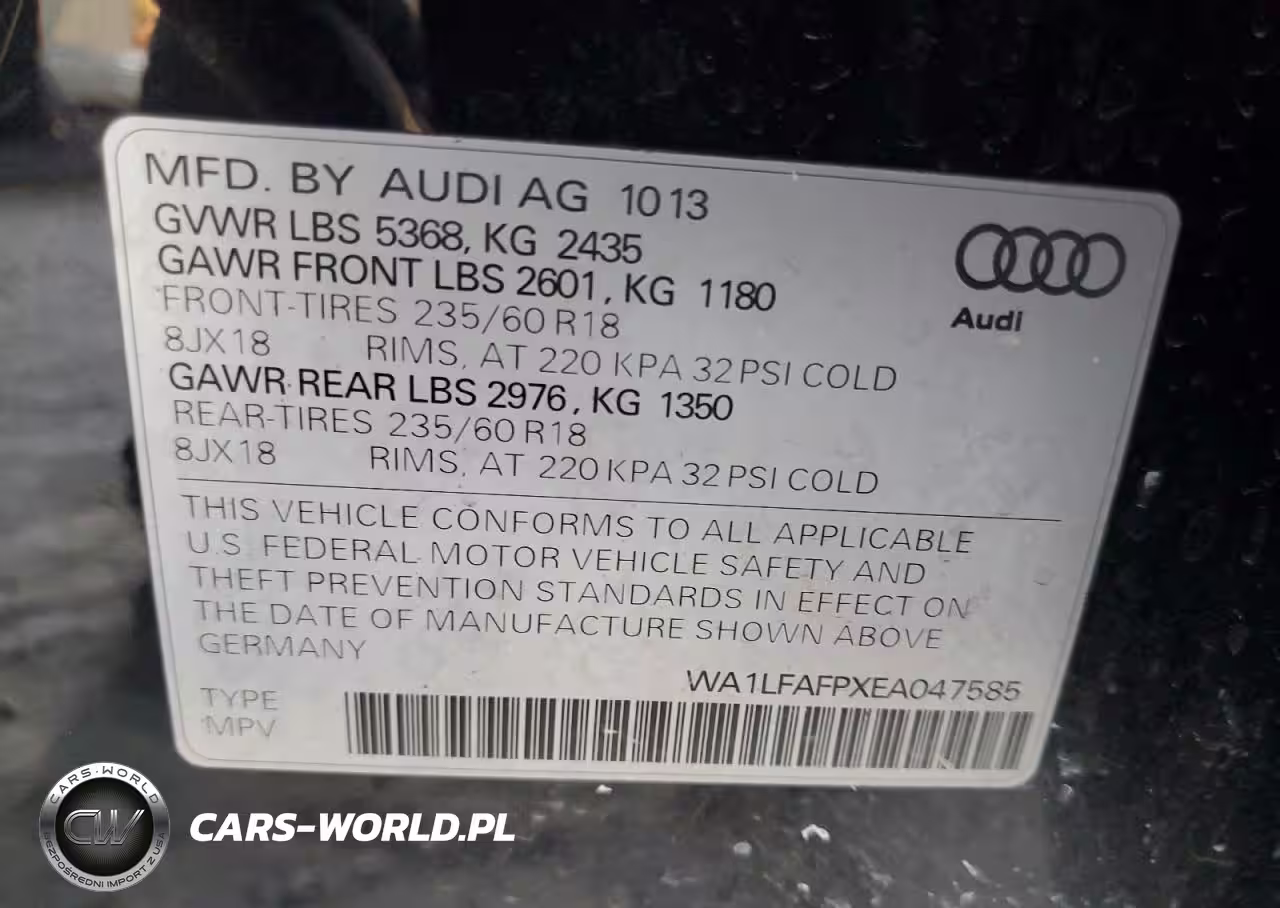 MFD. BY AUDI AG 10 13
GVWR LBS 5368, KG 2435
GAWR FRONT LBS 2601, KG 1180
FRONT-TIRES 235/60 R18
8JX18 RIMS, AT 220 KPA 32 PSI COLD
GAWR REAR LBS 2976, KG 1350
REAR-TIRES 235/60 R18
8JX18 RIMS, AT 220 KPA 32 PSI COLD
Audi
THIS VEHICLE CONFORMS TO ALL APPLICABLE
U.S. FEDERAL MOTOR VEHICLE SAFETY AND
THEFT PREVENTION STANDARDS IN EFFECT ON
THE DATE OF MANUFACTURE SHOWN ABOVE
GERMANY
WA1LFAFPXEA047585
TYPE
MPV
CARS-WORLD
CW
BEZPOŚREDNI IMPORT Z USA
CARS-WORLD.PL